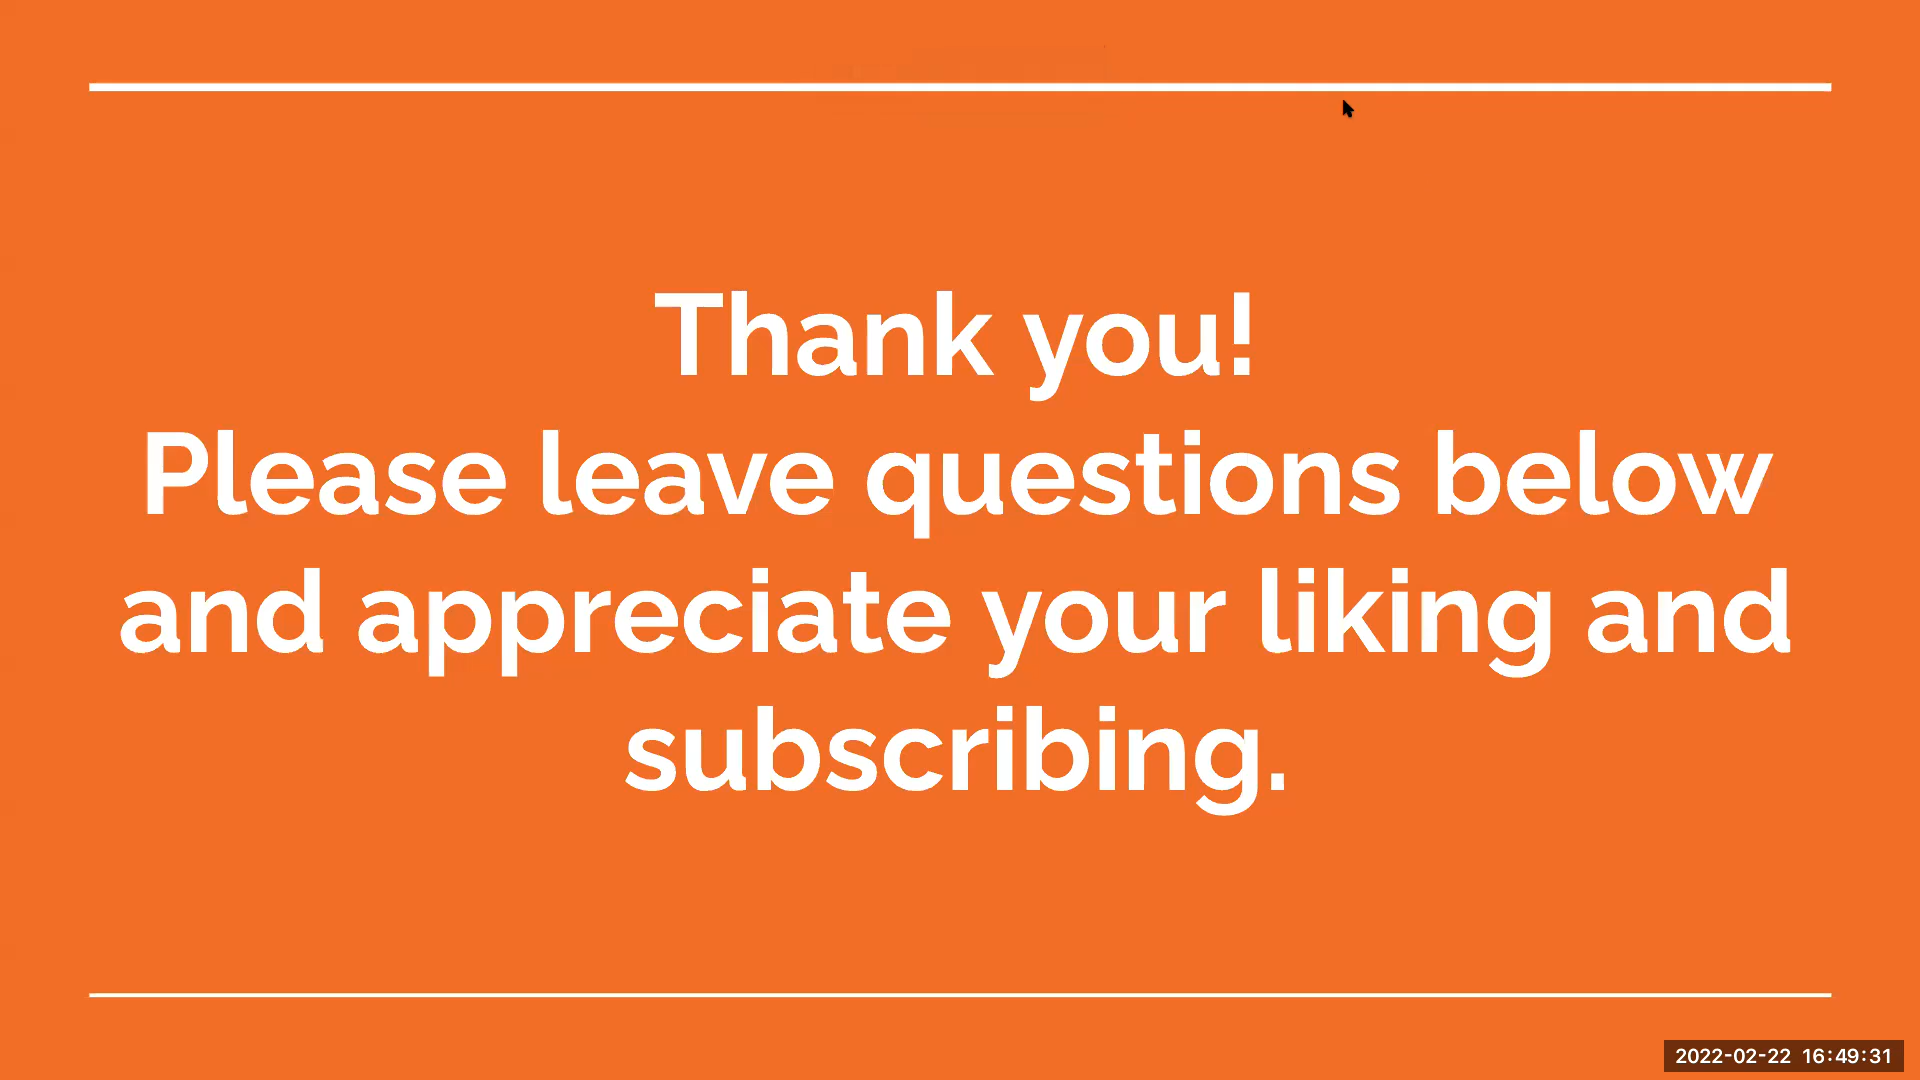 Thank you!
Please leave questions below
and appreciate your liking and
subscribing.
2022-02-22 16:49:31